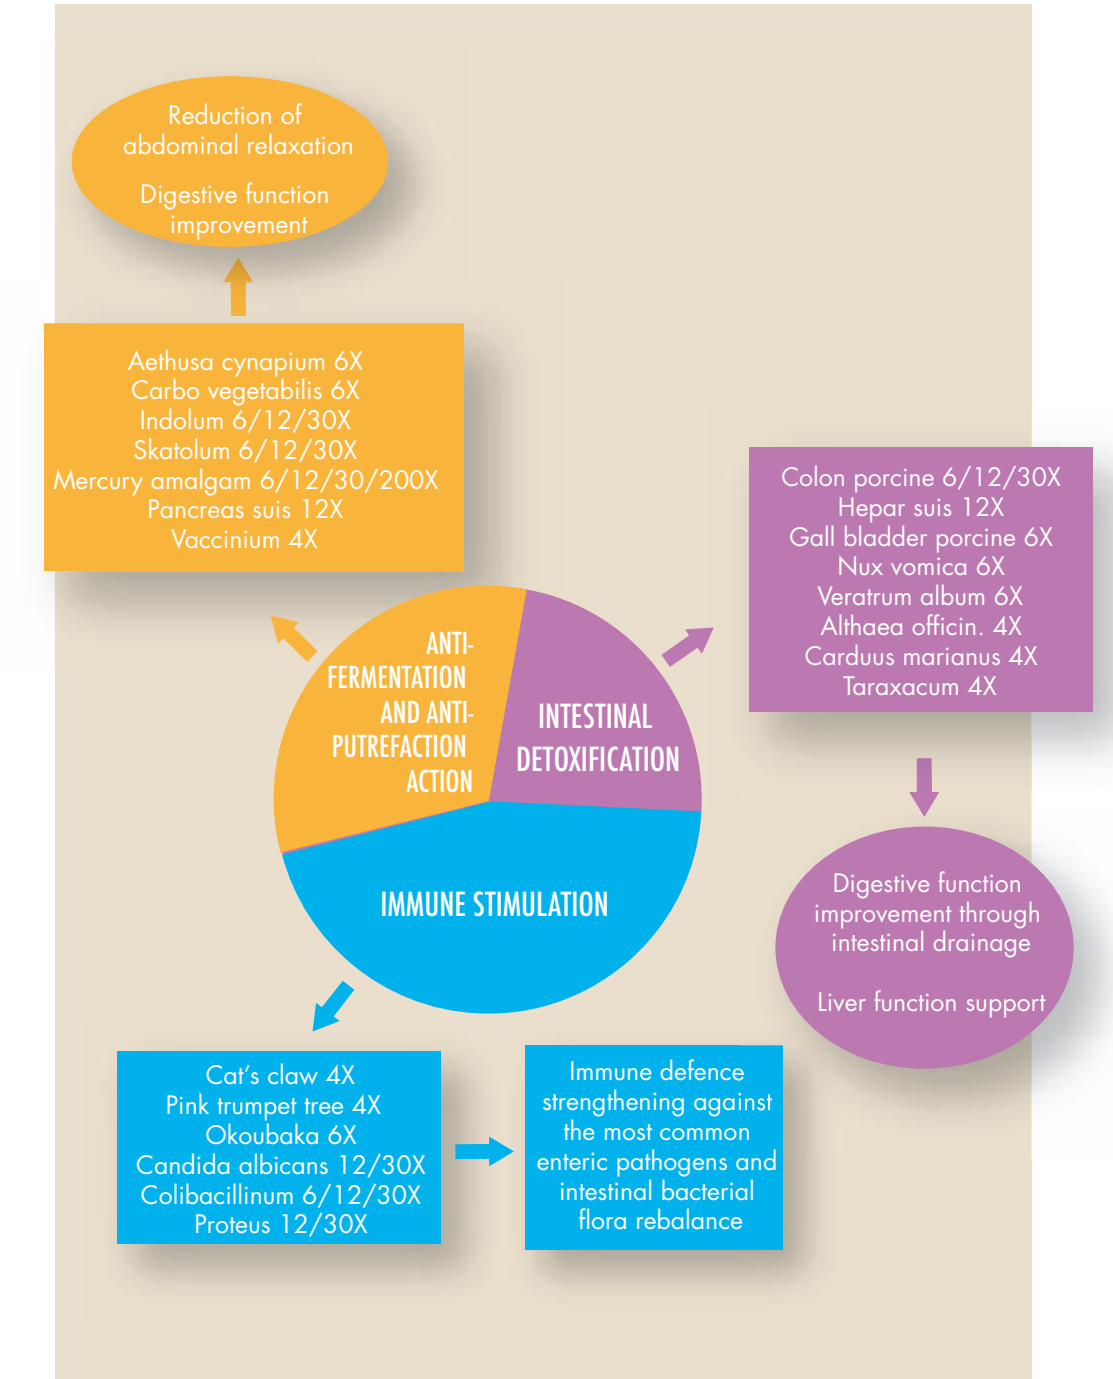 Reduction of
abdominal relaxation
Digestive function
improvement
Aethusa cynapium 6X
Carbo vegetabilis 6X
Indolum 6/12/30X
Skatolum 6/12/30X
Mercury amalgam 6/12/30/200X
Pancreas suis 12X
Vaccinium 4X
Colon porcine 6/12/30X
Hepar suis 12X
Gall bladder porcine 6X
Nux vomica 6X
Veratrum album 6X
Althaea officin. 4X
Carduus marianus 4X
Taraxacum 4X
ANTI-
FERMENTATION
AND ANTI-
PUTREFACTION
ACTION
INTESTINAL
DETOXIFICATION
IMMUNE STIMULATION
Digestive function
improvement through
intestinal drainage
Liver function support
Cat's claw 4X
Pink trumpet tree 4X
Okoubaka 6X
Candida albicans 12/30X
Colibacillinum 6/12/30X
Proteus 12/30X
Immune defence
strengthening against
the most common
enteric pathogens and
intestinal bacterial
flora rebalance